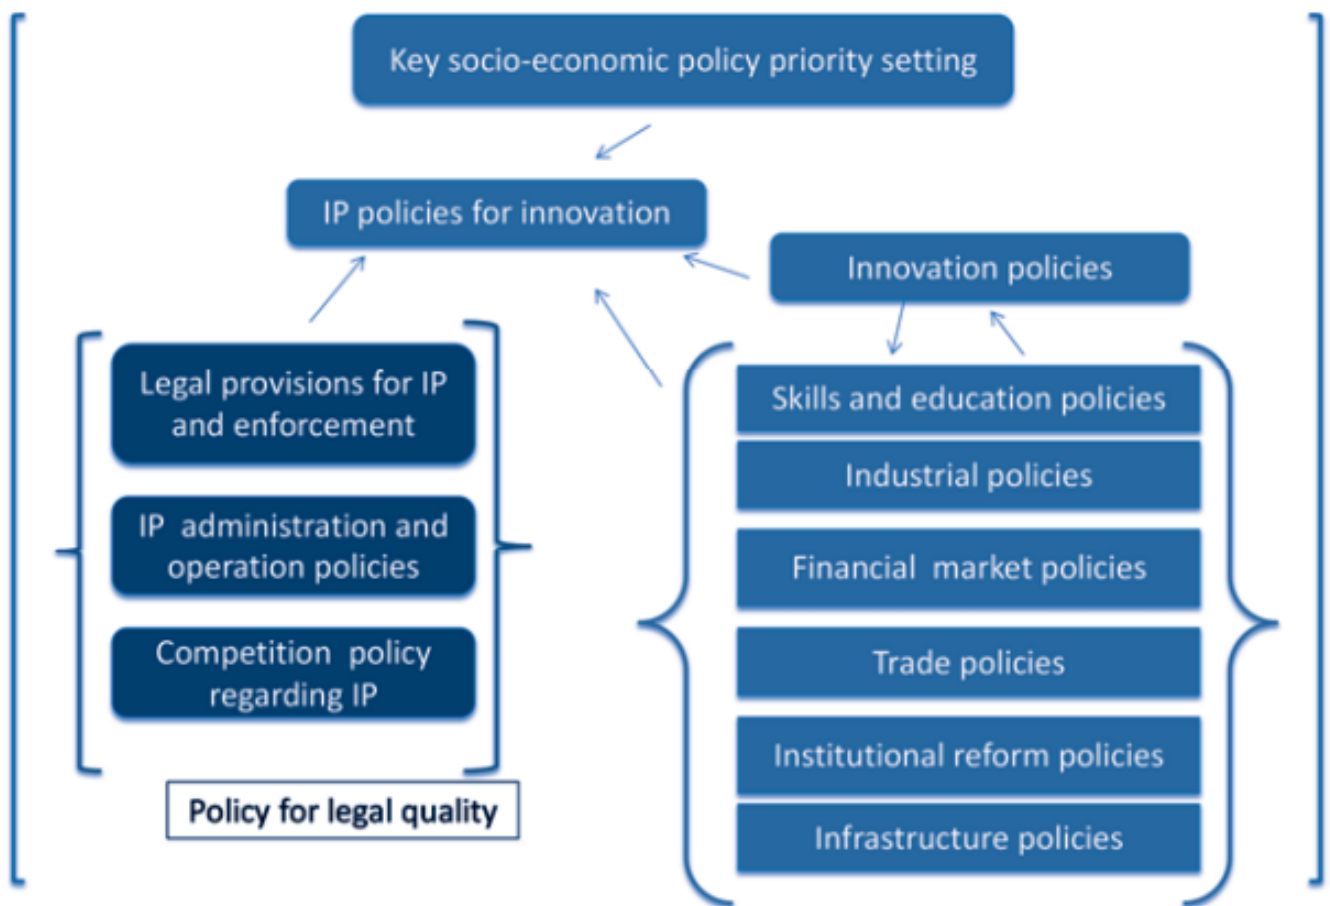 Key socio-economic policy priority setting
IP policies for innovation
Innovation policies
Legal provisions for IP
and enforcement
IP administration and
operation policies
Competition policy
regarding IP
Policy for legal quality
Skills and education policies
Industrial policies
Financial market policies
Trade policies
Institutional reform policies
Infrastructure policies